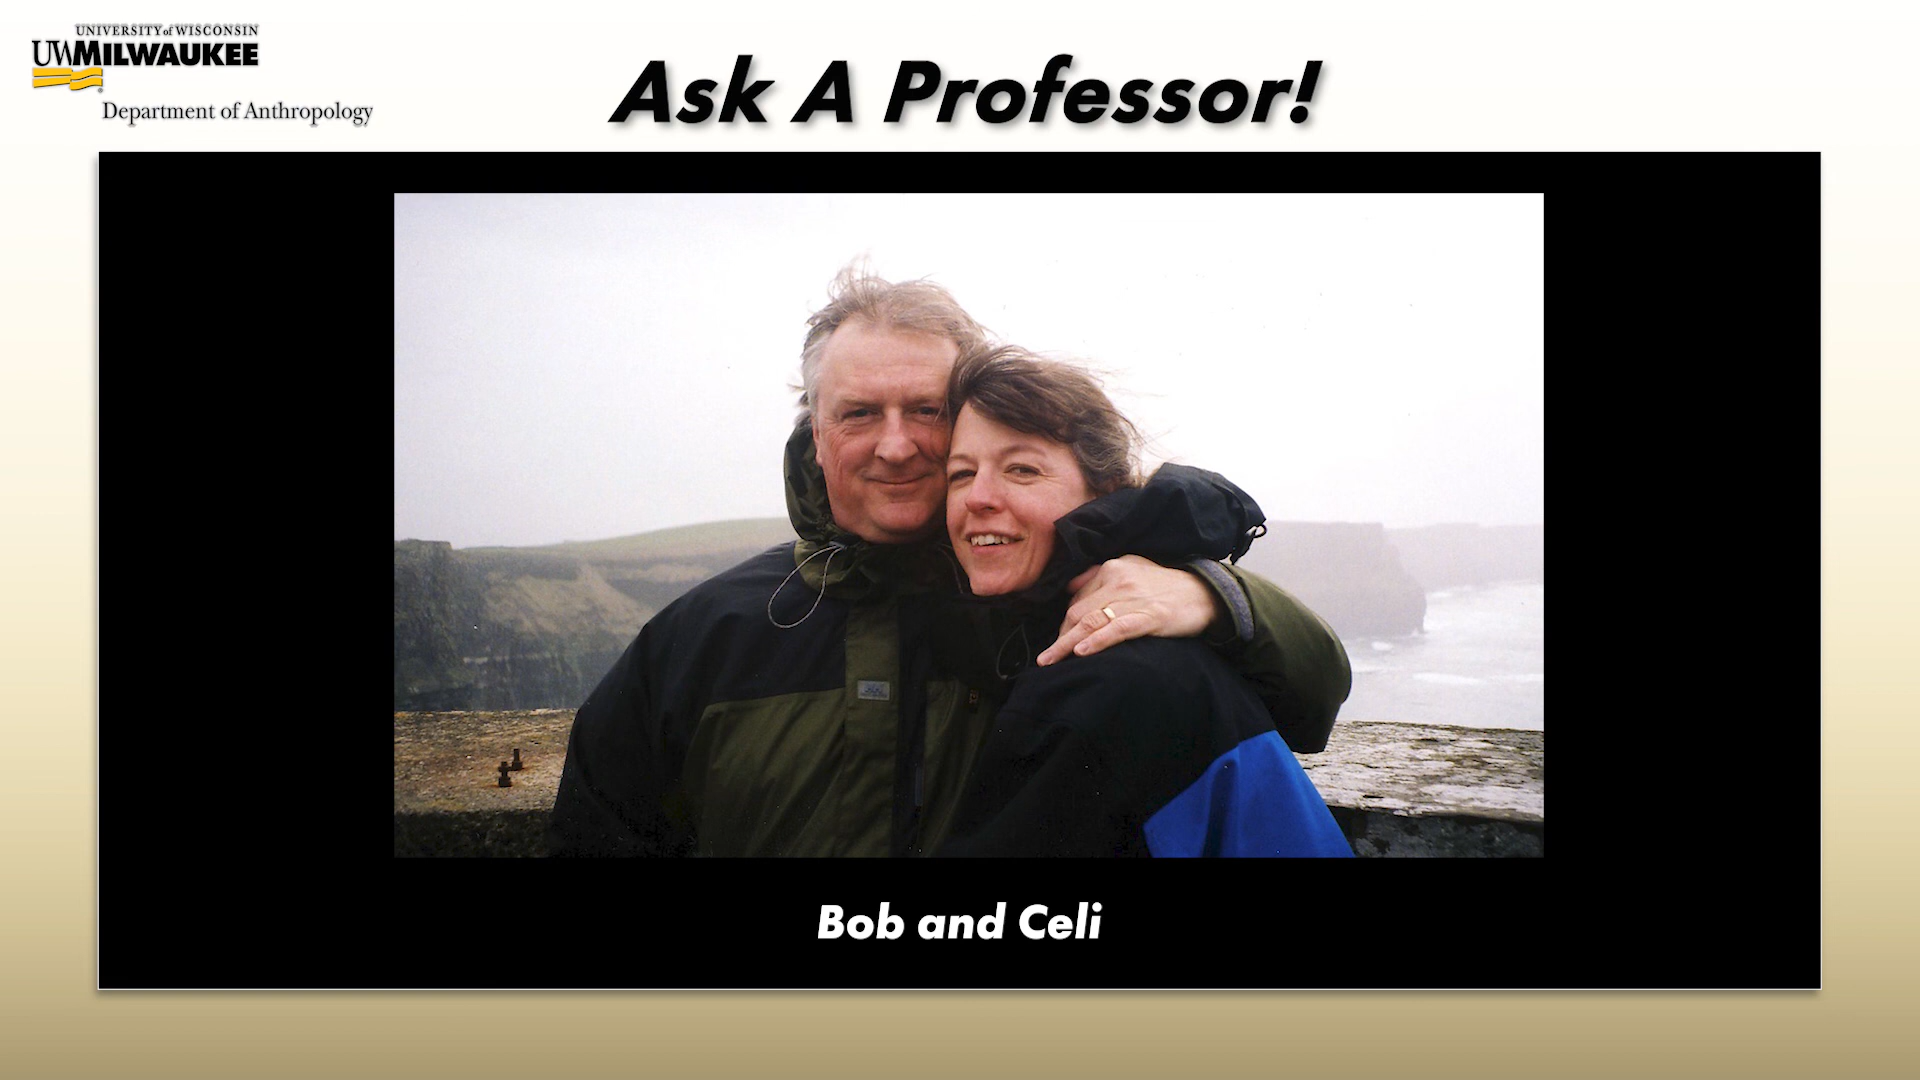 UNIVERSITY of WISCONSIN
UWMILWAUKEE
Department of Anthropology
Ask A Professor!
Bob and Celi